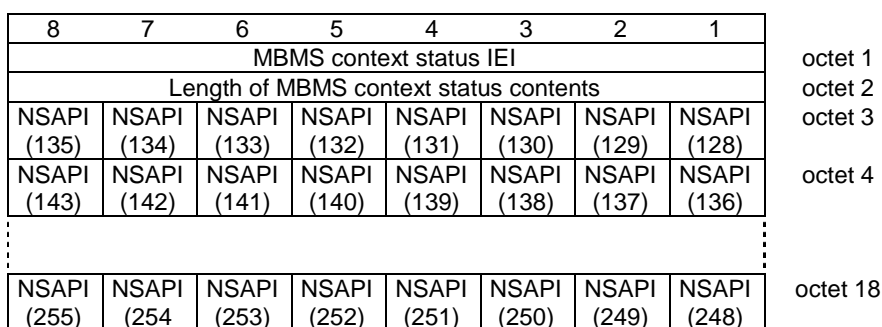 8 7 6 5 4 3 2 1
MBMS context status IEI octet 1
Length of MBMS context status contents octet 2
NSAPI NSAPI NSAPI NSAPI NSAPI NSAPI NSAPI NSAPI octet 3
(135) (134) (133) (132) (131) (130) (129) (128)
NSAPI NSAPI NSAPI NSAPI NSAPI NSAPI NSAPI NSAPI octet 4
(143) (142) (141) (140) (139) (138) (137) (136)
NSAPI NSAPI NSAPI NSAPI NSAPI NSAPI NSAPI NSAPI octet 18
(255) (254 (253) (252) (251) (250) (249) (248)